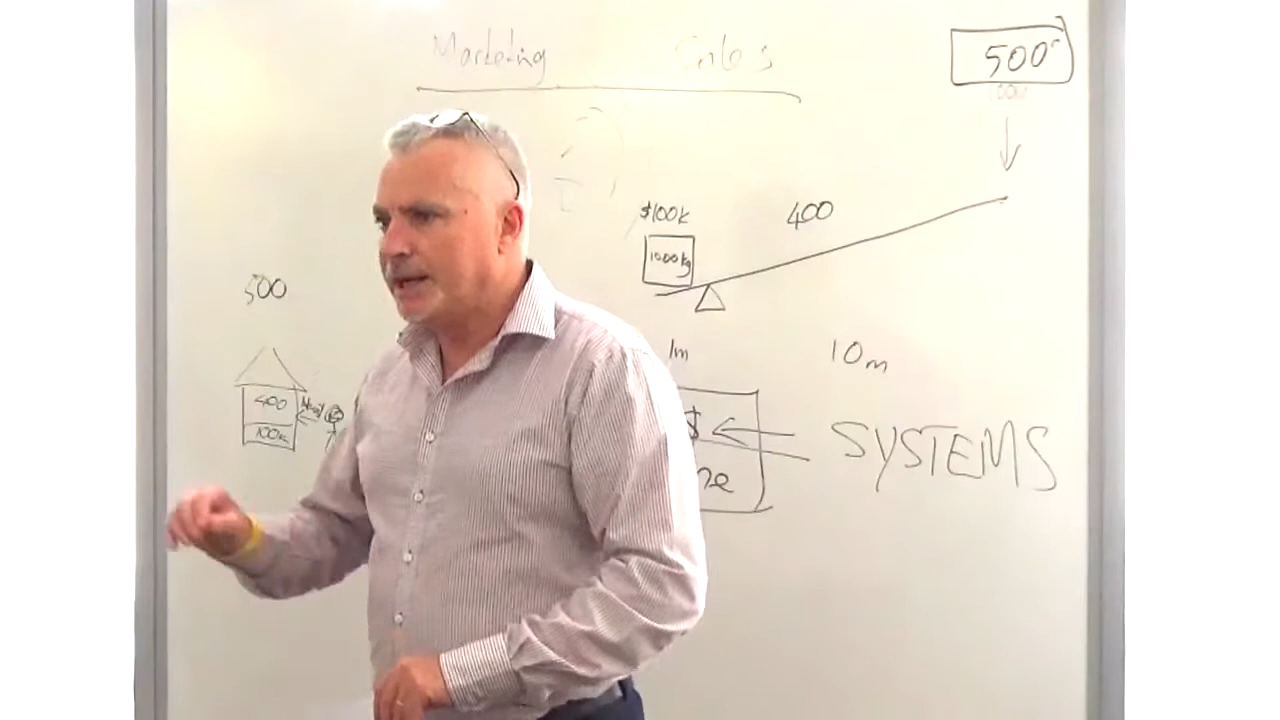 Marketing Sales
500
$100k
400
1000kg
500
1m
10m
400
100k
$
SYSTEMS